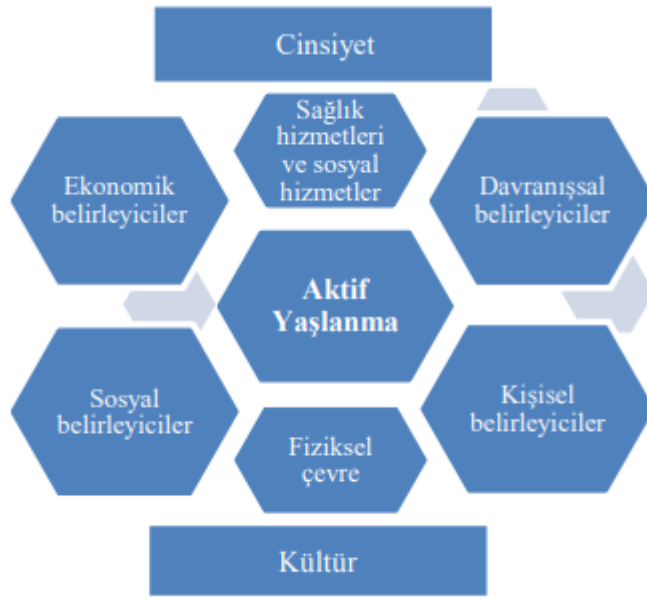 Cinsiyet
Sağlık
hizmetleri
ve sosyal
hizmetler
Ekonomik
belirleyiciler
Davranışsal
belirleyiciler
Aktif
Yaşlanma
Sosyal
belirleyiciler
Kişisel
belirleyiciler
Fiziksel
çevre
Kültür